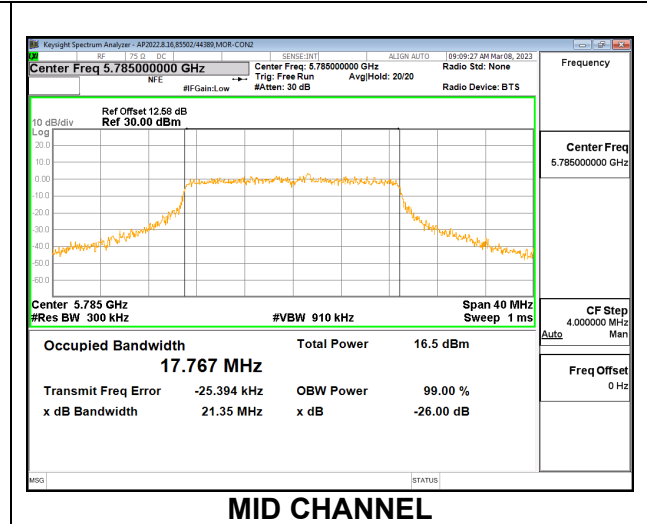 Keysight Spectrum Analyzer - AP2022.8.16,85502/44389,MOR-CON2
RF 75 Ω DC SENSE:INT ALIGN AUTO 09:09:27 AM Mar 08, 2023
Center Freq 5.785000000 GHz Center Freq: 5.785000000 GHz Radio Std: None Frequency
NFE Trig: Free Run Avg|Hold: 20/20
#IFGain:Low #Atten: 30 dB Radio Device: BTS
Ref Offset 12.58 dB
10 dB/div Ref 30.00 dBm
Log
20.0
10.0
0.00
-10.0
-20.0
-30.0
-40.0
-50.0
-60.0
Center Freq
5.785000000 GHz
Center 5.785 GHz Span 40 MHz
#Res BW 300 kHz #VBW 910 kHz Sweep 1 ms
CF Step
4.000000 MHz
Auto Man
Occupied Bandwidth Total Power 16.5 dBm
17.767 MHz
Freq Offset
0 Hz
Transmit Freq Error -25.394 kHz OBW Power 99.00 %
x dB Bandwidth 21.35 MHz x dB -26.00 dB
MSG STATUS
MID CHANNEL